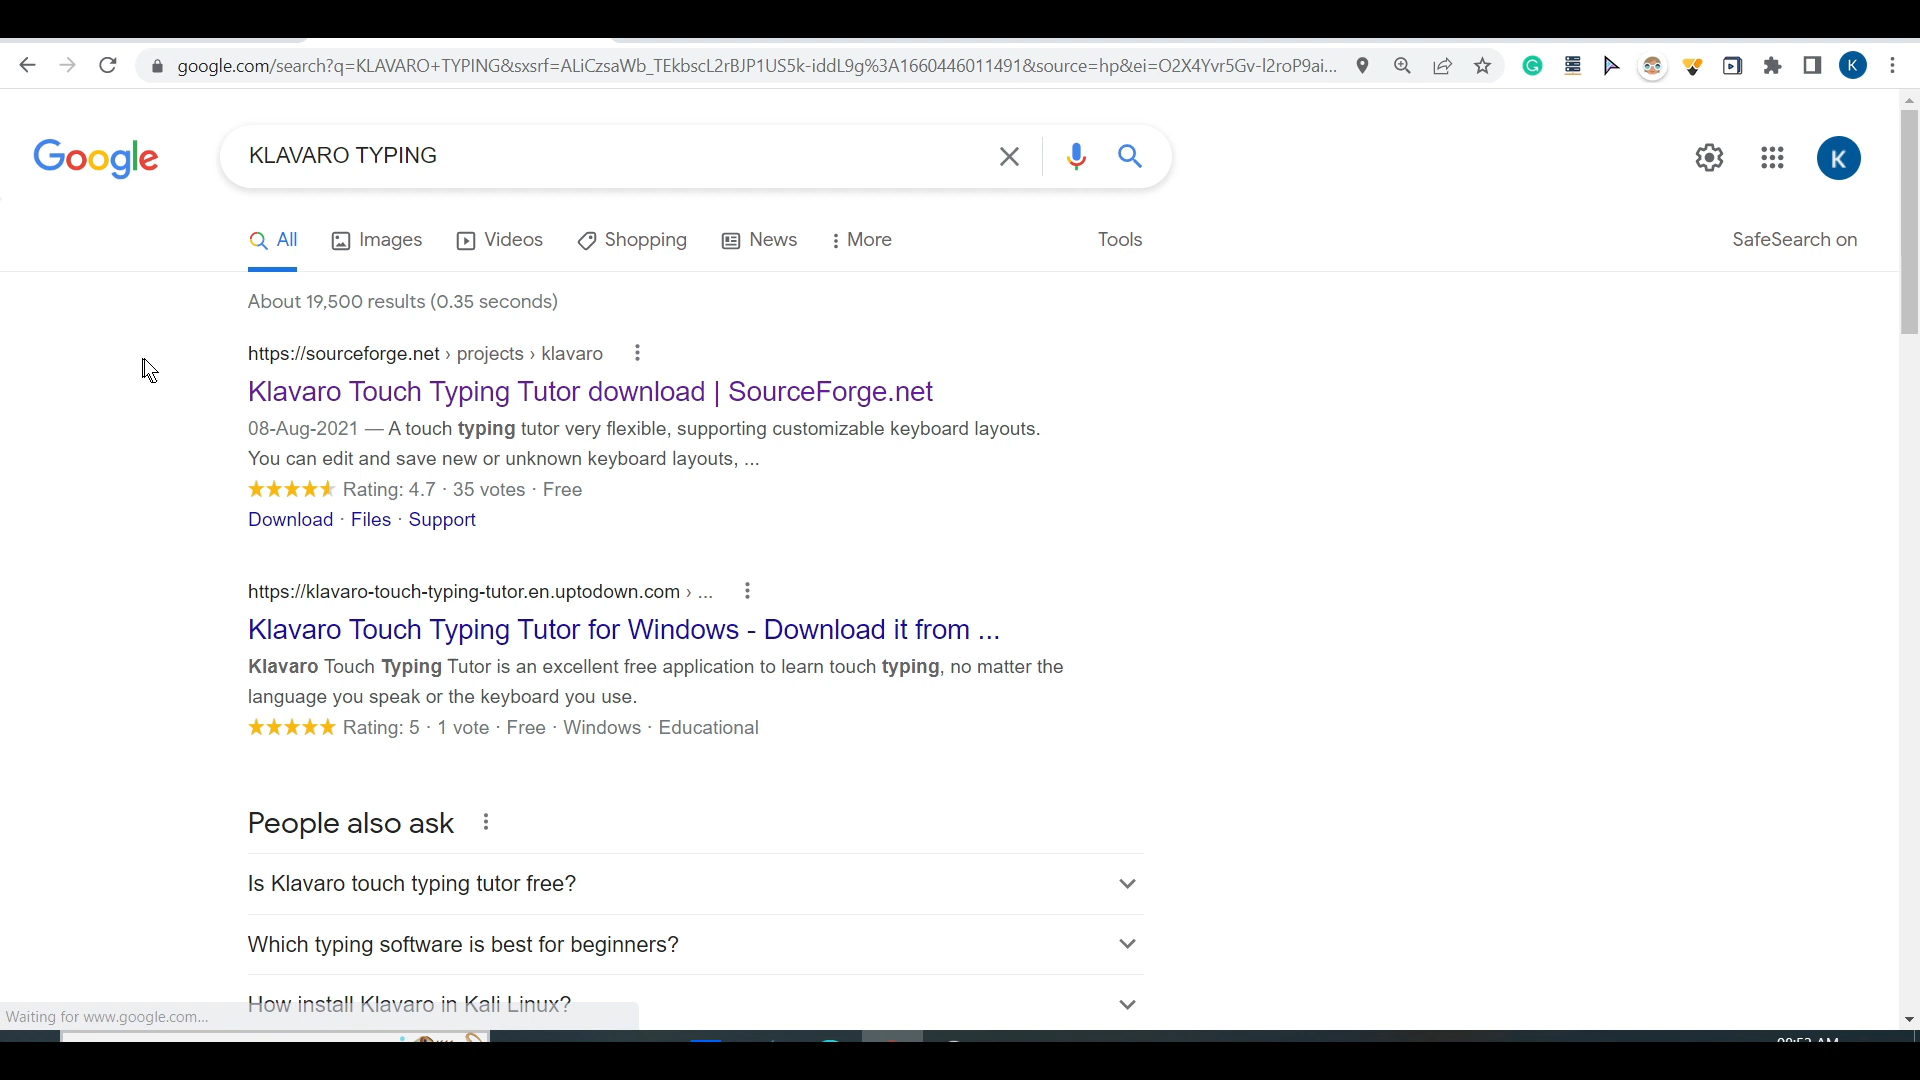 google.com/search?q=KLAVARO+TYPING&sxsrf=ALiCzsaWb_TEkbscL2rBJP1US5k-iddL9g%3A1660446011491&source=hp&ei=O2X4Yvr5Gv-l2roP9ai...
K
Google
KLAVARO TYPING
K
All
Images
Videos
Shopping
News
More
Tools
SafeSearch on
About 19,500 results (0.35 seconds)
https://sourceforge.net › projects › klavaro
Klavaro Touch Typing Tutor download | SourceForge.net
08-Aug-2021 — A touch typing tutor very flexible, supporting customizable keyboard layouts.
You can edit and save new or unknown keyboard layouts, ...
Rating: 4.7 · 35 votes · Free
Download · Files · Support
https://klavaro-touch-typing-tutor.en.uptodown.com › ...
Klavaro Touch Typing Tutor for Windows - Download it from ...
Klavaro Touch Typing Tutor is an excellent free application to learn touch typing, no matter the
language you speak or the keyboard you use.
Rating: 5 · 1 vote · Free · Windows · Educational
People also ask
Is Klavaro touch typing tutor free?
Which typing software is best for beginners?
How install Klavaro in Kali Linux?
Waiting for www.google.com...